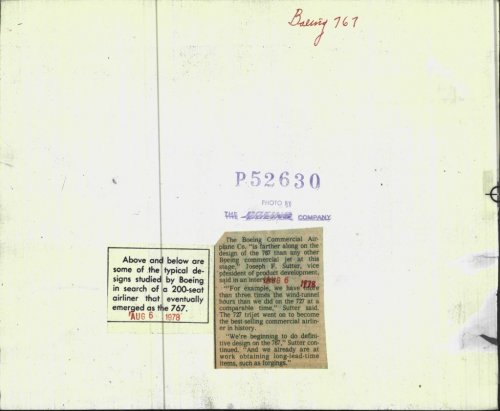 Boeing 767
P52630
PHOTO BY
THE BOEING COMPANY
Above and below are
some of the typical de-
signs studied by Boeing
in search of a 200-seat
airliner that eventually
emerged as the 767.
AUG 6 1978
The Boeing Commercial Air-
plane Co. "is farther along on the
design of the 767 than any other
Boeing commercial jet at this
stage," Joseph F. Sutter, vice
president of product development,
said in an interview.
AUG 6 1978
"For example, we have more
than three times the wind-tunnel
hours than we did on the 727 at a
comparable time," Sutter said.
The 727 trijet went on to become
the best-selling commercial airlin-
er in history.
"We're beginning to do defini-
tive design on the 767," Sutter con-
tinued. "And we already are at
work obtaining long-lead-time
items, such as forgings."